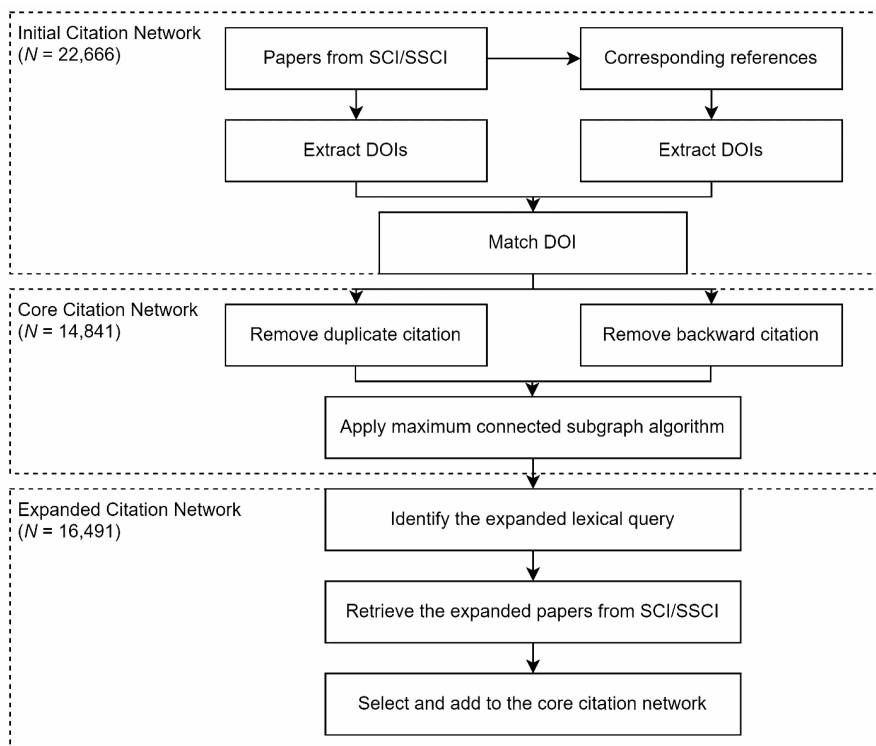 Initial Citation Network
(N = 22,666)
Papers from SCI/SSCI
Corresponding references
Extract DOIs
Extract DOIs
Match DOI
Core Citation Network
(N = 14,841)
Remove duplicate citation
Remove backward citation
Apply maximum connected subgraph algorithm
Expanded Citation Network
(N = 16,491)
Identify the expanded lexical query
Retrieve the expanded papers from SCI/SSCI
Select and add to the core citation network